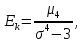 E_k = μ_4 / (σ^4 − 3),